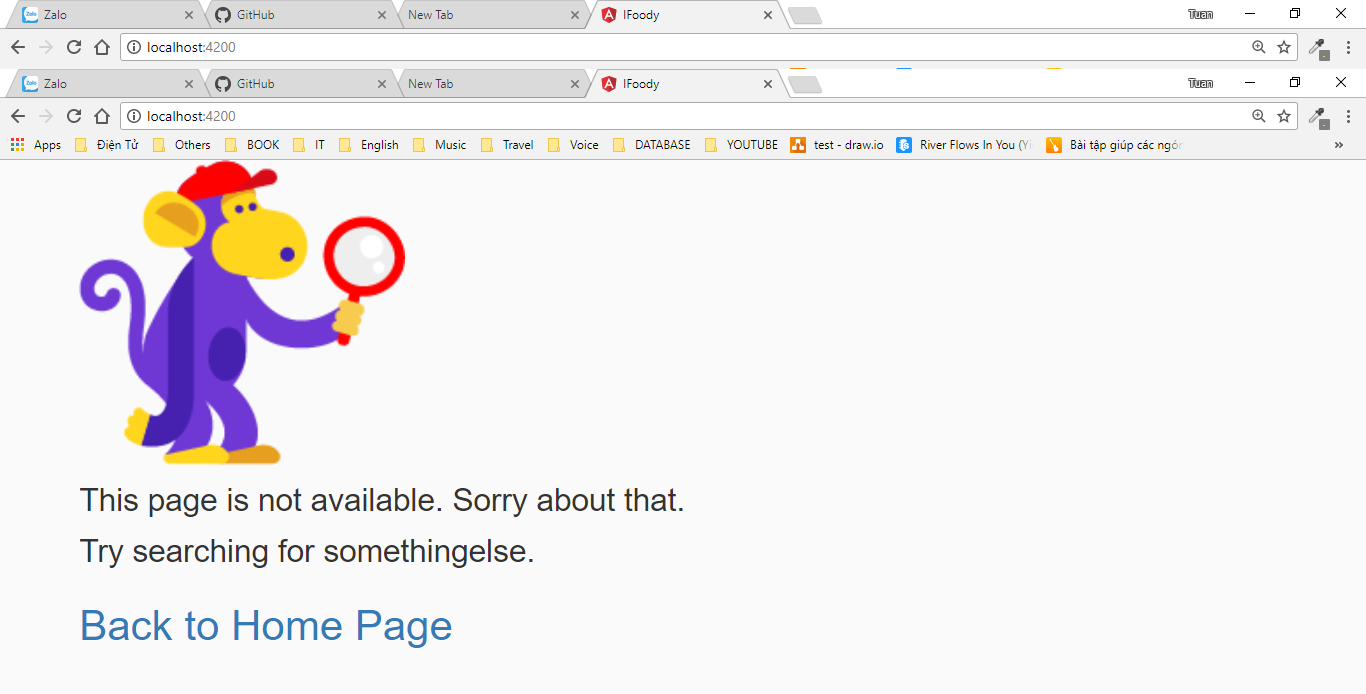 Zalo GitHub New Tab IFoody Tuan
localhost:4200
Zalo GitHub New Tab IFoody Tuan
localhost:4200
Apps Điện Tử Others BOOK IT English Music Travel Voice DATABASE YOUTUBE test - draw.io River Flows In You (Yi Bài tập giúp các ngón
This page is not available. Sorry about that.
Try searching for somethingelse.
Back to Home Page